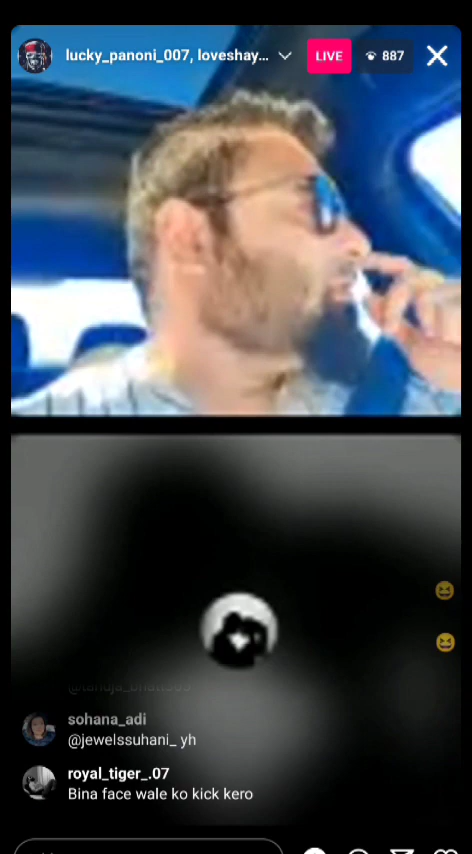 lucky_panoni_007, loveshay... LIVE 887
sohana_adi
@jewelssuhani_ yh
royal_tiger_.07
Bina face wale ko kick kero